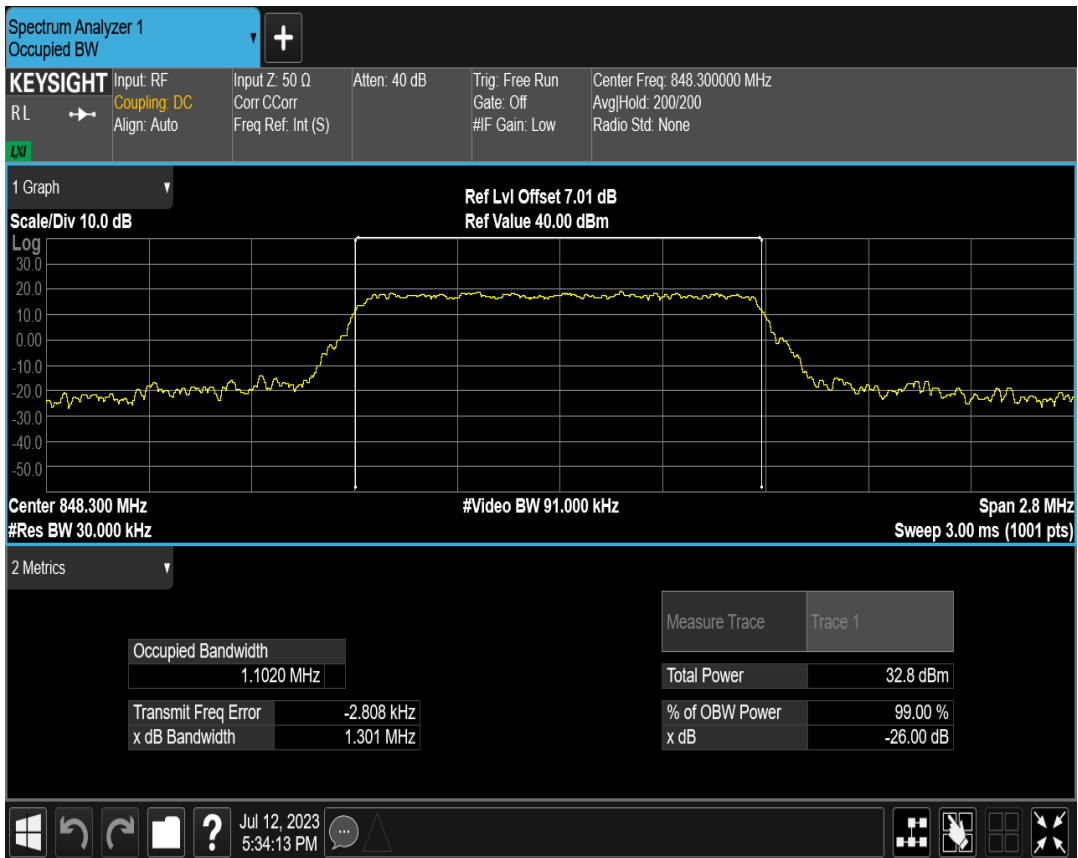 Spectrum Analyzer 1
Occupied BW
+
KEYSIGHT Input: RF Input Z: 50 Ω Atten: 40 dB Trig: Free Run Center Freq: 848.300000 MHz
RL Coupling: DC Corr CCorr Gate: Off Avg|Hold: 200/200
Align: Auto Freq Ref: Int (S) #IF Gain: Low Radio Std: None
LXI
1 Graph
Ref Lvl Offset 7.01 dB
Scale/Div 10.0 dB Ref Value 40.00 dBm
Log
30.0
20.0
10.0
0.00
-10.0
-20.0
-30.0
-40.0
-50.0
Center 848.300 MHz #Video BW 91.000 kHz Span 2.8 MHz
#Res BW 30.000 kHz Sweep 3.00 ms (1001 pts)
2 Metrics
Measure Trace Trace 1
Occupied Bandwidth
1.1020 MHz Total Power 32.8 dBm
Transmit Freq Error -2.808 kHz % of OBW Power 99.00 %
x dB Bandwidth 1.301 MHz x dB -26.00 dB
? Jul 12, 2023
5:34:13 PM